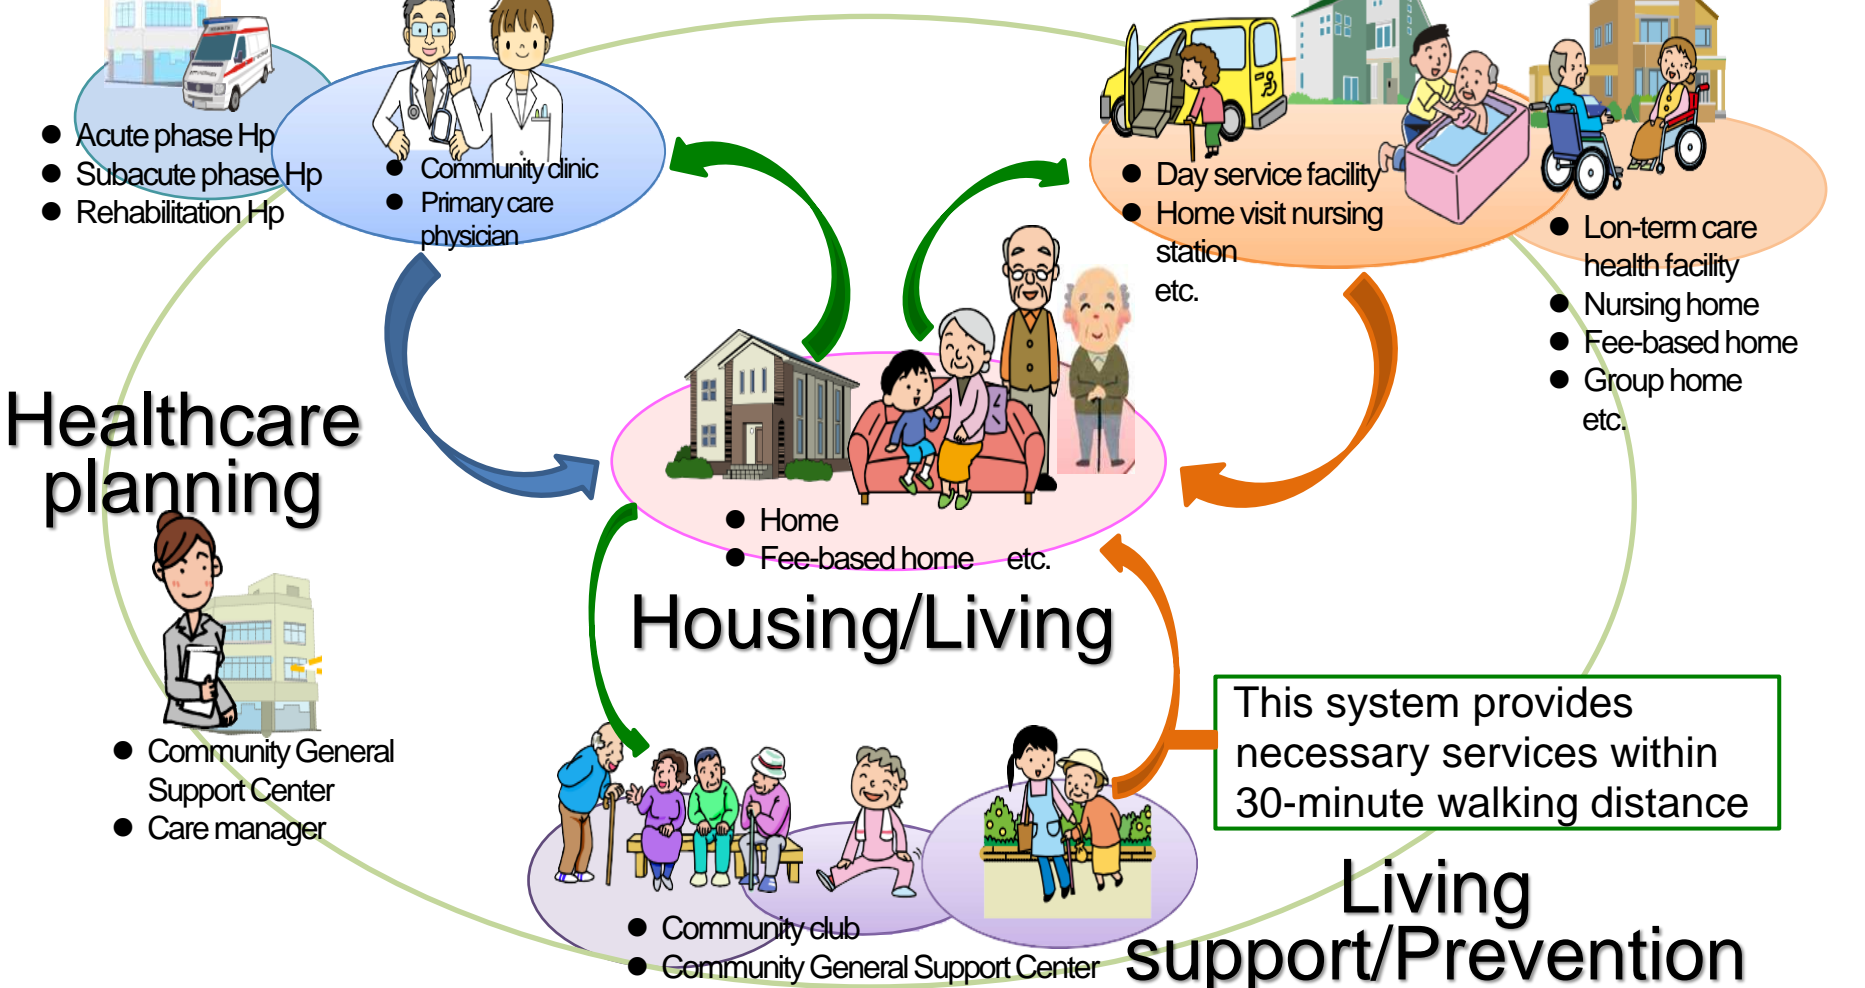 ● Acute phase Hp
● Subacute phase Hp
● Rehabilitation Hp
● Community clinic
● Primary care
physician
● Day service facility
● Home visit nursing
station
etc.
● Lon-term care
health facility
● Nursing home
● Fee-based home
● Group home
etc.
Healthcare
planning
● Home
● Fee-based home etc.
Housing/Living
● Community General
Support Center
● Care manager
This system provides
necessary services within
30-minute walking distance
● Community club
● Community General Support Center
Living
support/Prevention